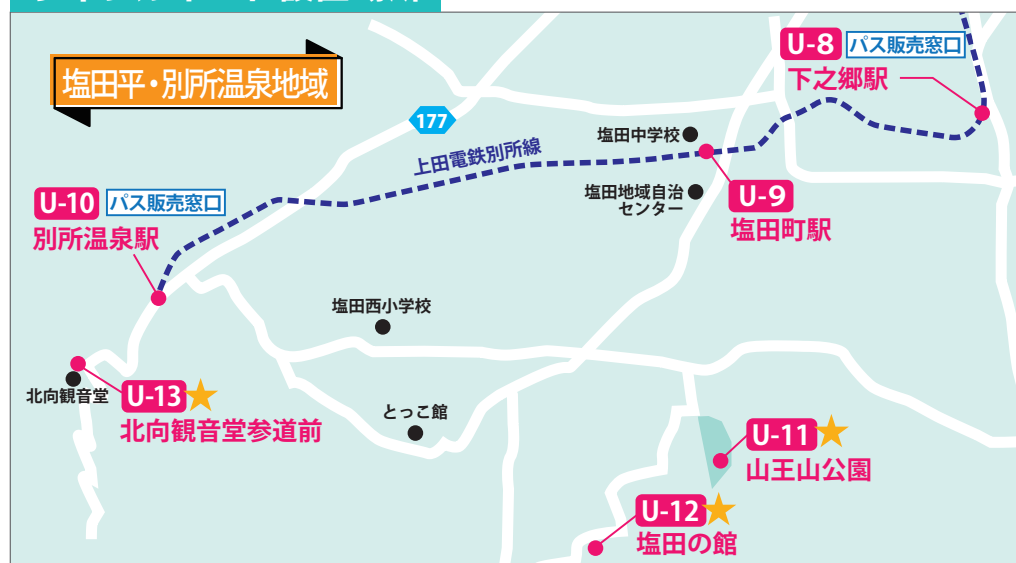 塩田平・別所温泉地域
U-8 パス販売窓口
下之郷駅
177
上田電鉄別所線
塩田中学校
塩田地域自治
センター
U-9
塩田町駅
U-10 パス販売窓口
別所温泉駅
塩田西小学校
北向観音堂
U-13
北向観音堂参道前
とっこ館
U-11
山王山公園
U-12
塩田の館